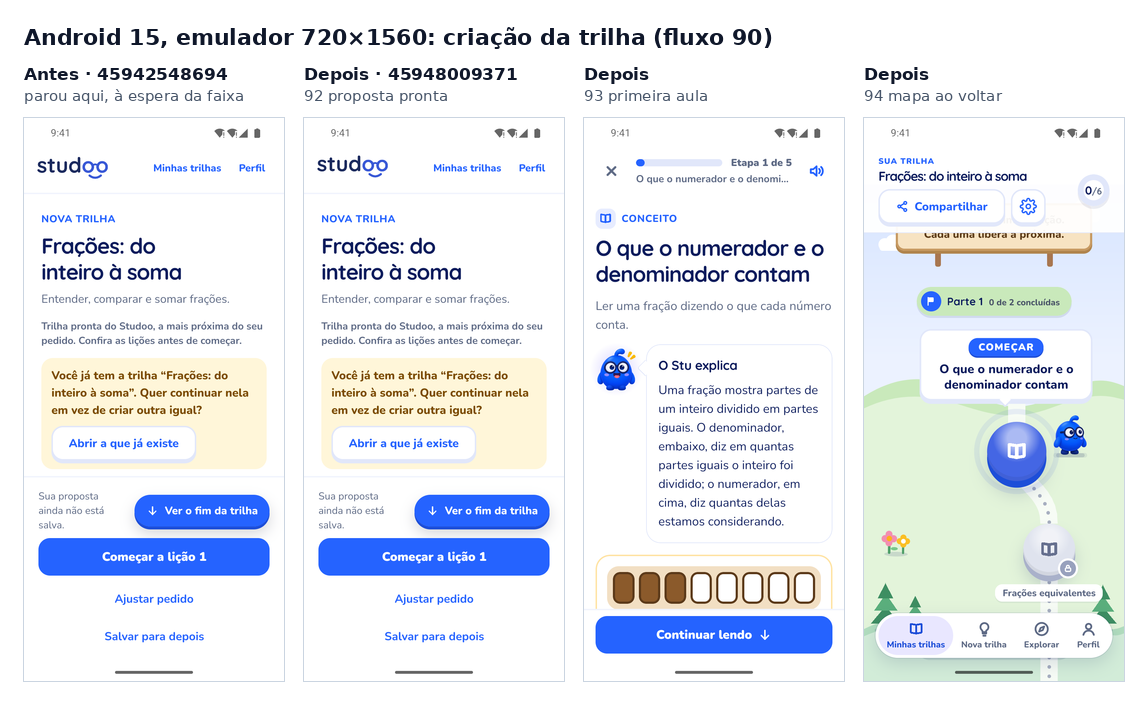 Android 15, emulador 720×1560: criação da trilha (fluxo 90)
Antes · 45942548694
parou aqui, à espera da faixa
9:41
studoo
Minhas trilhas
Perfil
NOVA TRILHA
Frações: do
inteiro à soma
Entender, comparar e somar frações.
Trilha pronta do Studoo, a mais próxima do seu
pedido. Confira as lições antes de começar.
Você já tem a trilha “Frações: do
inteiro à soma”. Quer continuar nela
em vez de criar outra igual?
Abrir a que já existe
Sua proposta
ainda não está
salva.
↓ Ver o fim da trilha
Começar a lição 1
Ajustar pedido
Salvar para depois
Depois · 45948009371
92 proposta pronta
9:41
studoo
Minhas trilhas
Perfil
NOVA TRILHA
Frações: do
inteiro à soma
Entender, comparar e somar frações.
Trilha pronta do Studoo, a mais próxima do seu
pedido. Confira as lições antes de começar.
Você já tem a trilha “Frações: do
inteiro à soma”. Quer continuar nela
em vez de criar outra igual?
Abrir a que já existe
Sua proposta
ainda não está
salva.
↓ Ver o fim da trilha
Começar a lição 1
Ajustar pedido
Salvar para depois
Depois
93 primeira aula
9:41
Etapa 1 de 5
O que o numerador e o denomi...
CONCEITO
O que o numerador e o
denominador contam
Ler uma fração dizendo o que cada número
conta.
O Stu explica
Uma fração mostra partes de
um inteiro dividido em partes
iguais. O denominador,
embaixo, diz em quantas
partes iguais o inteiro foi
dividido; o numerador, em
cima, diz quantas delas
estamos considerando.
Continuar lendo ↓
Depois
94 mapa ao voltar
9:41
SUA TRILHA
Frações: do inteiro à soma
0/6
Compartilhar
Cada uma libera a próxima.
Parte 1 0 de 2 concluídas
COMEÇAR
O que o numerador e o
denominador contam
Frações equivalentes
Minhas trilhas
Nova trilha
Explorar
Perfil